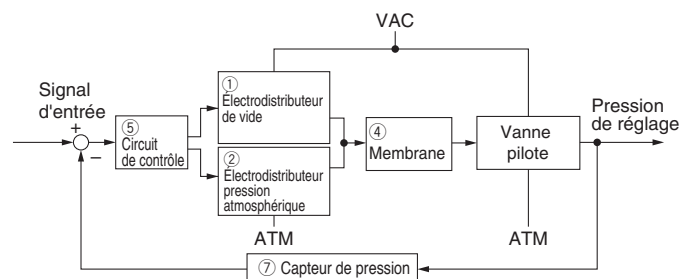 VAC
Signal
d'entrée
+
−
⑤
Circuit
de contrôle
①
Électrodistributeur
de vide
②
Électrodistributeur
pression
atmosphérique
ATM
④
Membrane
Vanne
pilote
ATM
Pression
de réglage
⑦ Capteur de pression